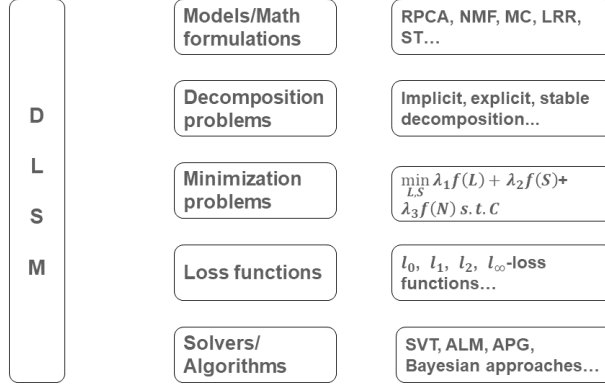 D
L
S
M
Models/Math
formulations
RPCA, NMF, MC, LRR,
ST…
Decomposition
problems
Implicit, explicit, stable
decomposition...
Minimization
problems
min λ₁f(L) + λ₂f(S)+
L,S
λ₃f(N) s.t.C
Loss functions
l₀, l₁, l₂, l∞-loss
functions…
Solvers/
Algorithms
SVT, ALM, APG,
Bayesian approaches…